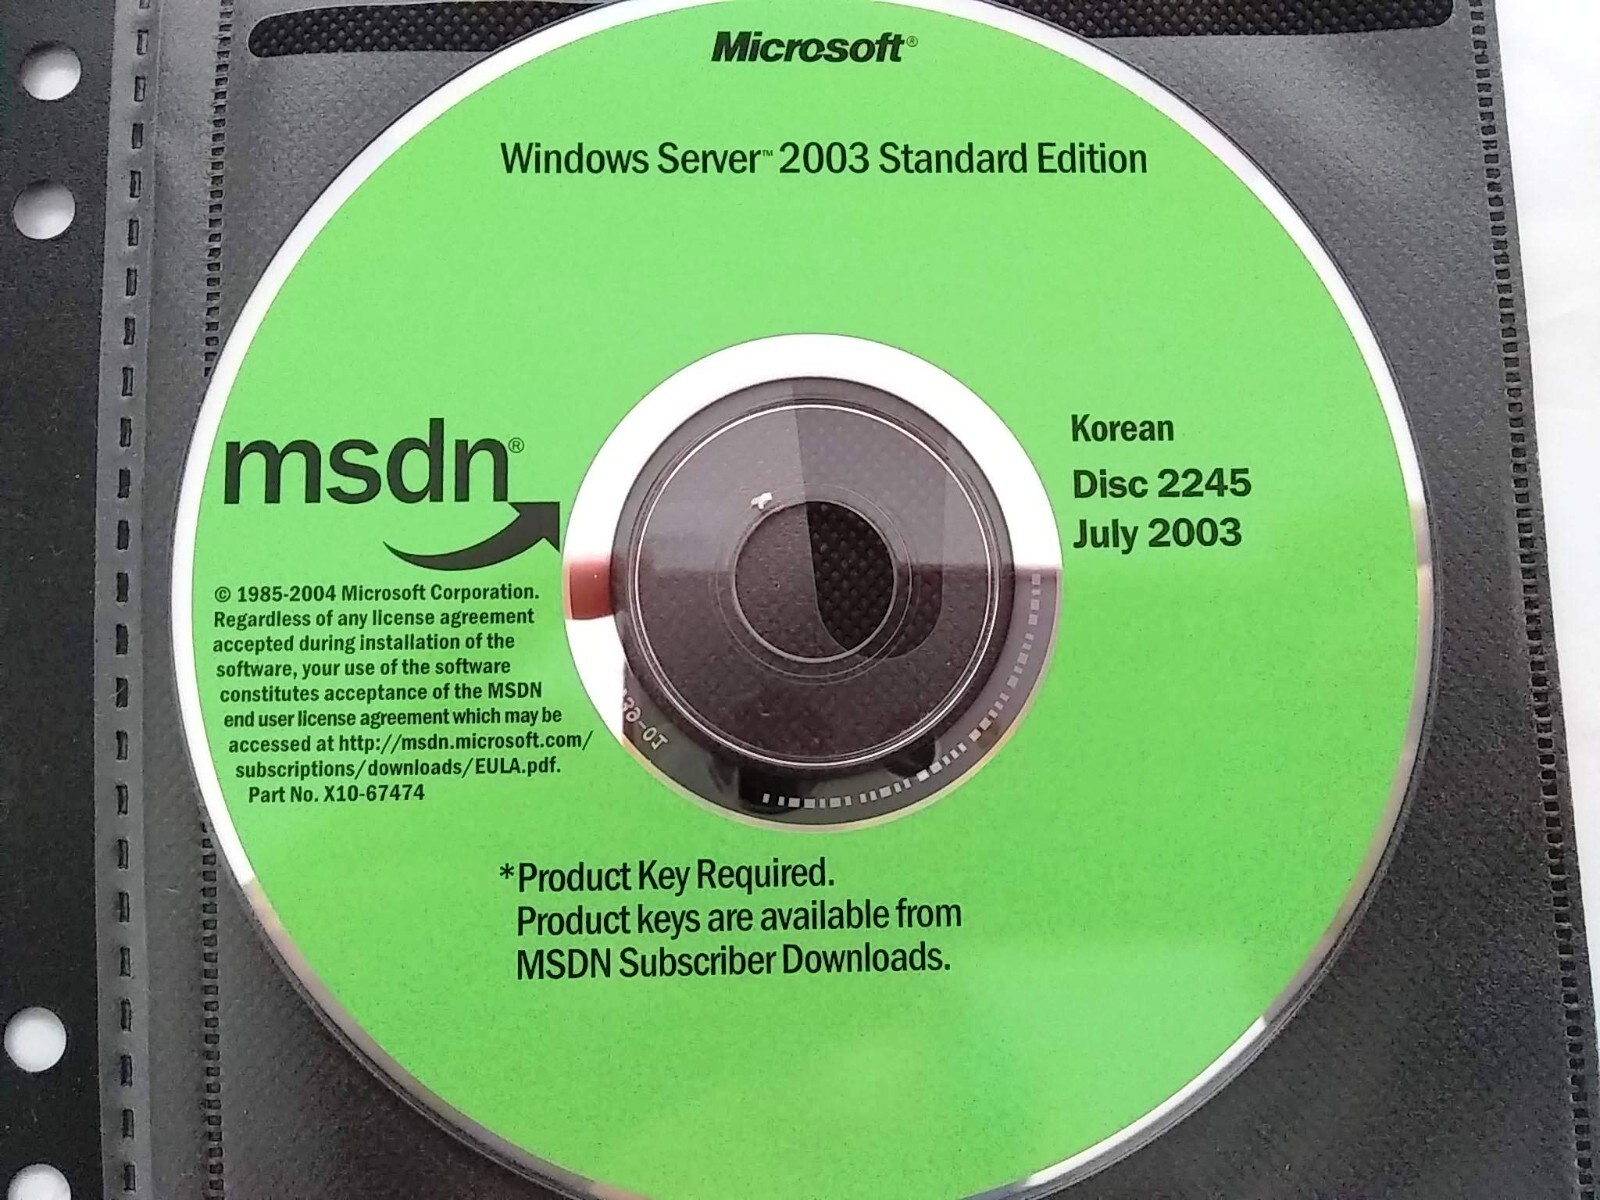 Microsoft®
Windows Server™ 2003 Standard Edition
msdn®
Korean
Disc 2245
July 2003
© 1985-2004 Microsoft Corporation.
Regardless of any license agreement
accepted during installation of the
software, your use of the software
constitutes acceptance of the MSDN
end user license agreement which may be
accessed at http://msdn.microsoft.com/
subscriptions/downloads/EULA.pdf.
Part No. X10-67474
*Product Key Required.
Product keys are available from
MSDN Subscriber Downloads.